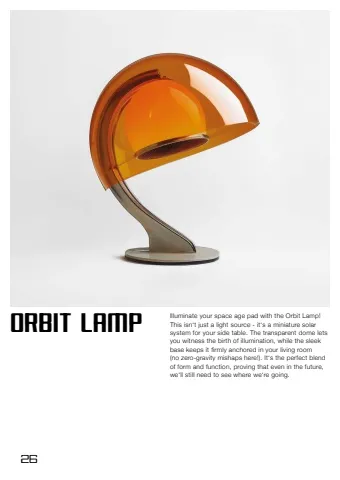 ORBIT LAMP
Illuminate your space age pad with the Orbit Lamp!
This isn't just a light source - it's a miniature solar
system for your side table. The transparent dome lets
you witness the birth of illumination, while the sleek
base keeps it firmly anchored in your living room
(no zero-gravity mishaps here!). It's the perfect blend
of form and function, proving that even in the future,
we'll still need to see where we're going.
26